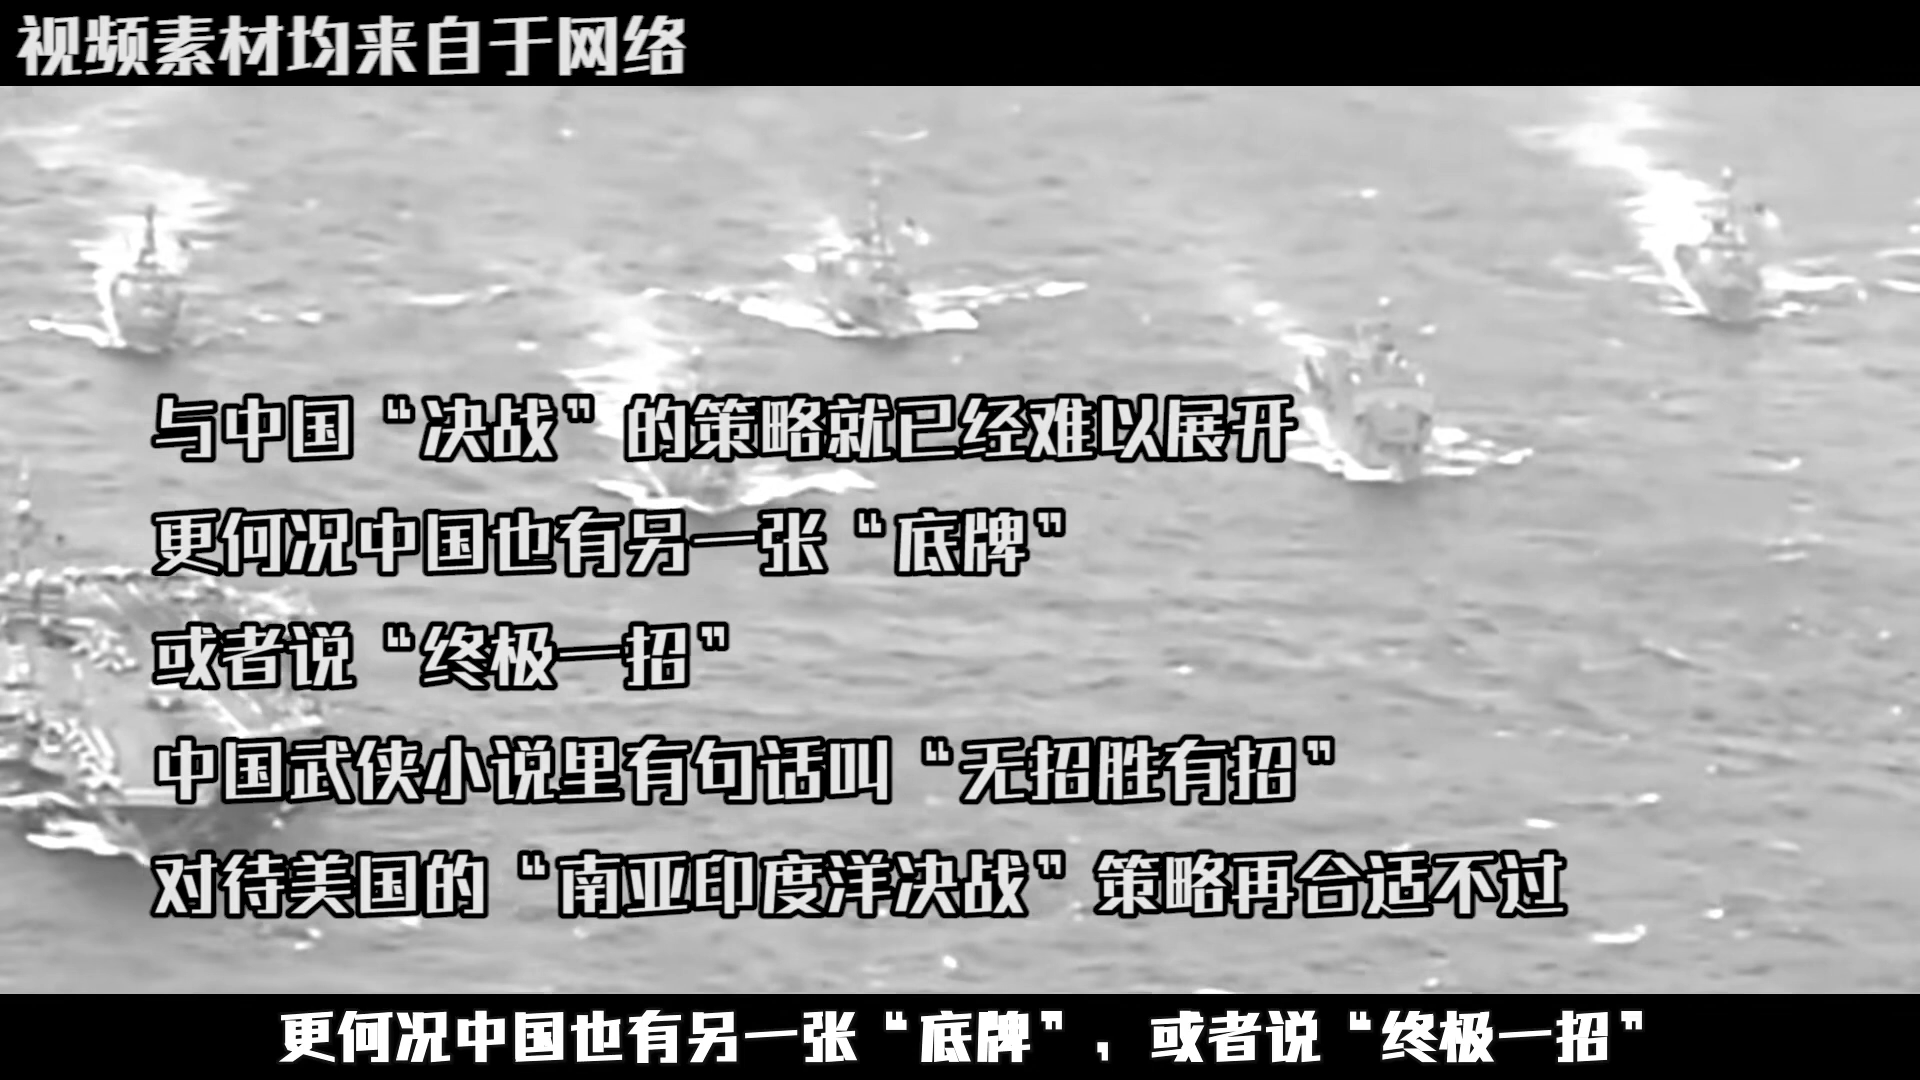 视频素材均来自于网络
与中国“决战”的策略就已经难以展开
更何况中国也有另一张“底牌”
或者说“终极一招”
中国武侠小说里有句话叫“无招胜有招”
对待美国的“南亚印度洋决战”策略再合适不过
更何况中国也有另一张“底牌”，或者说“终极一招”